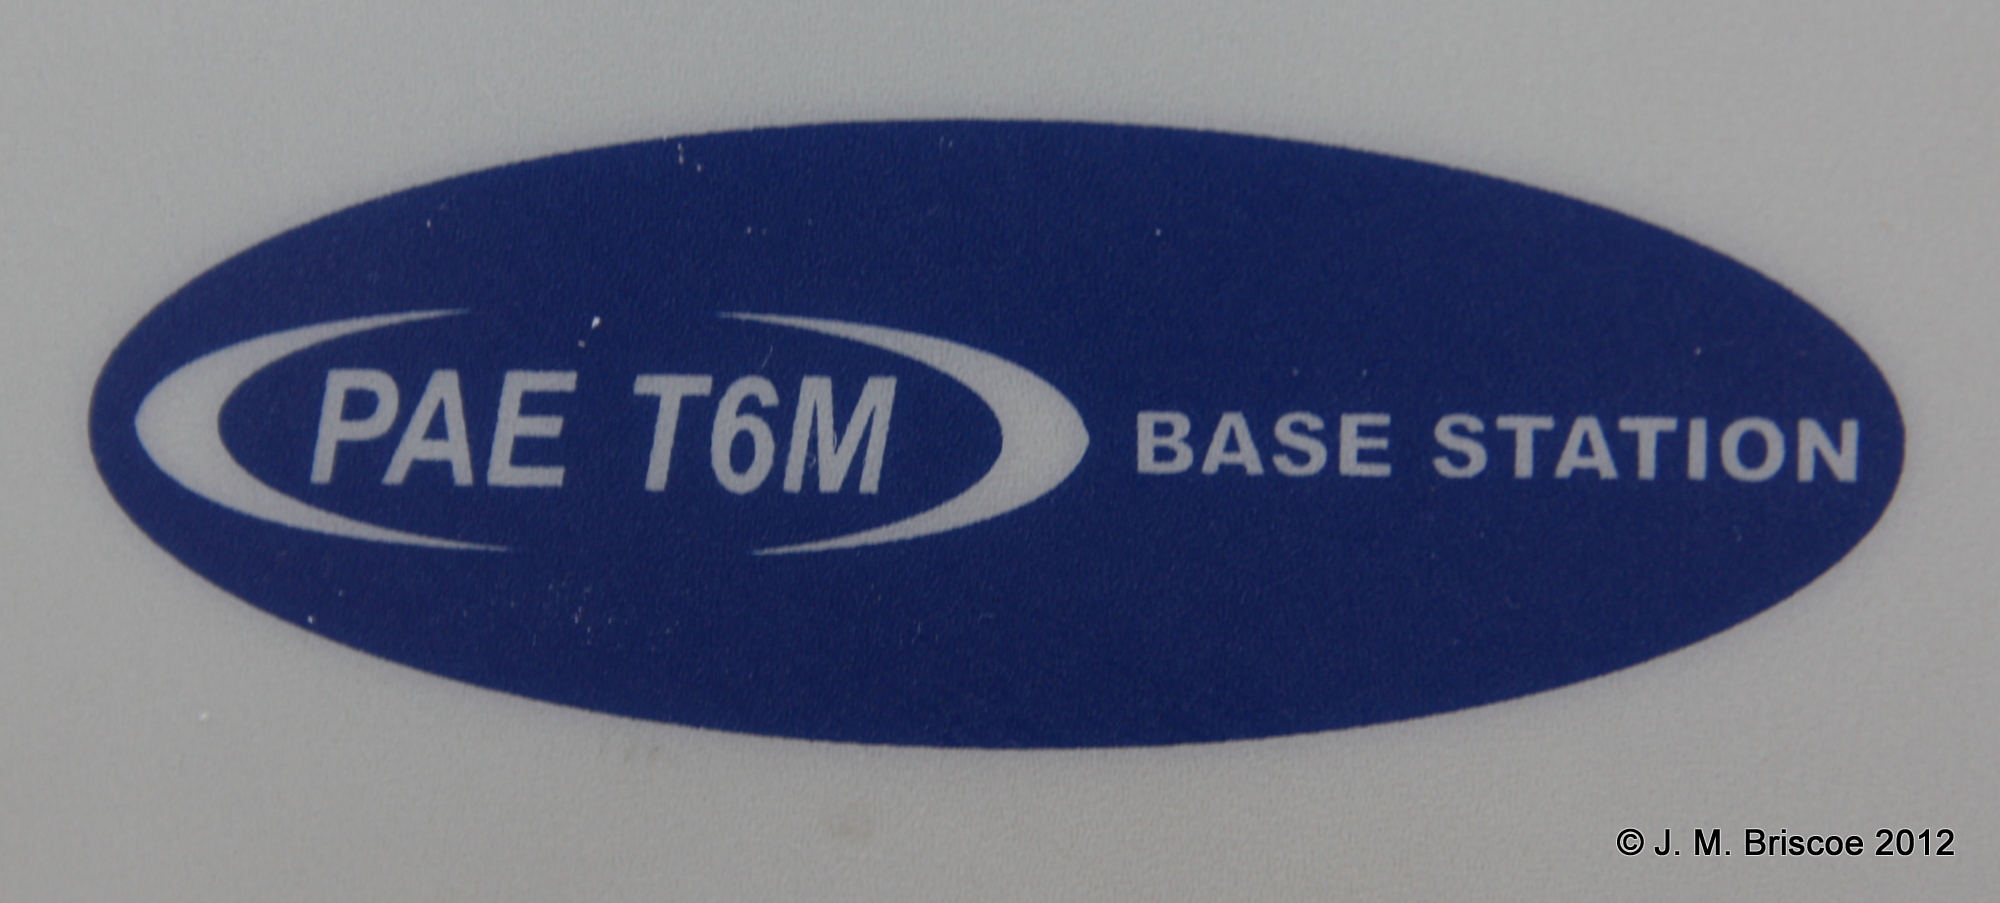 PAE T6M BASE STATION
© J. M. Briscoe 2012